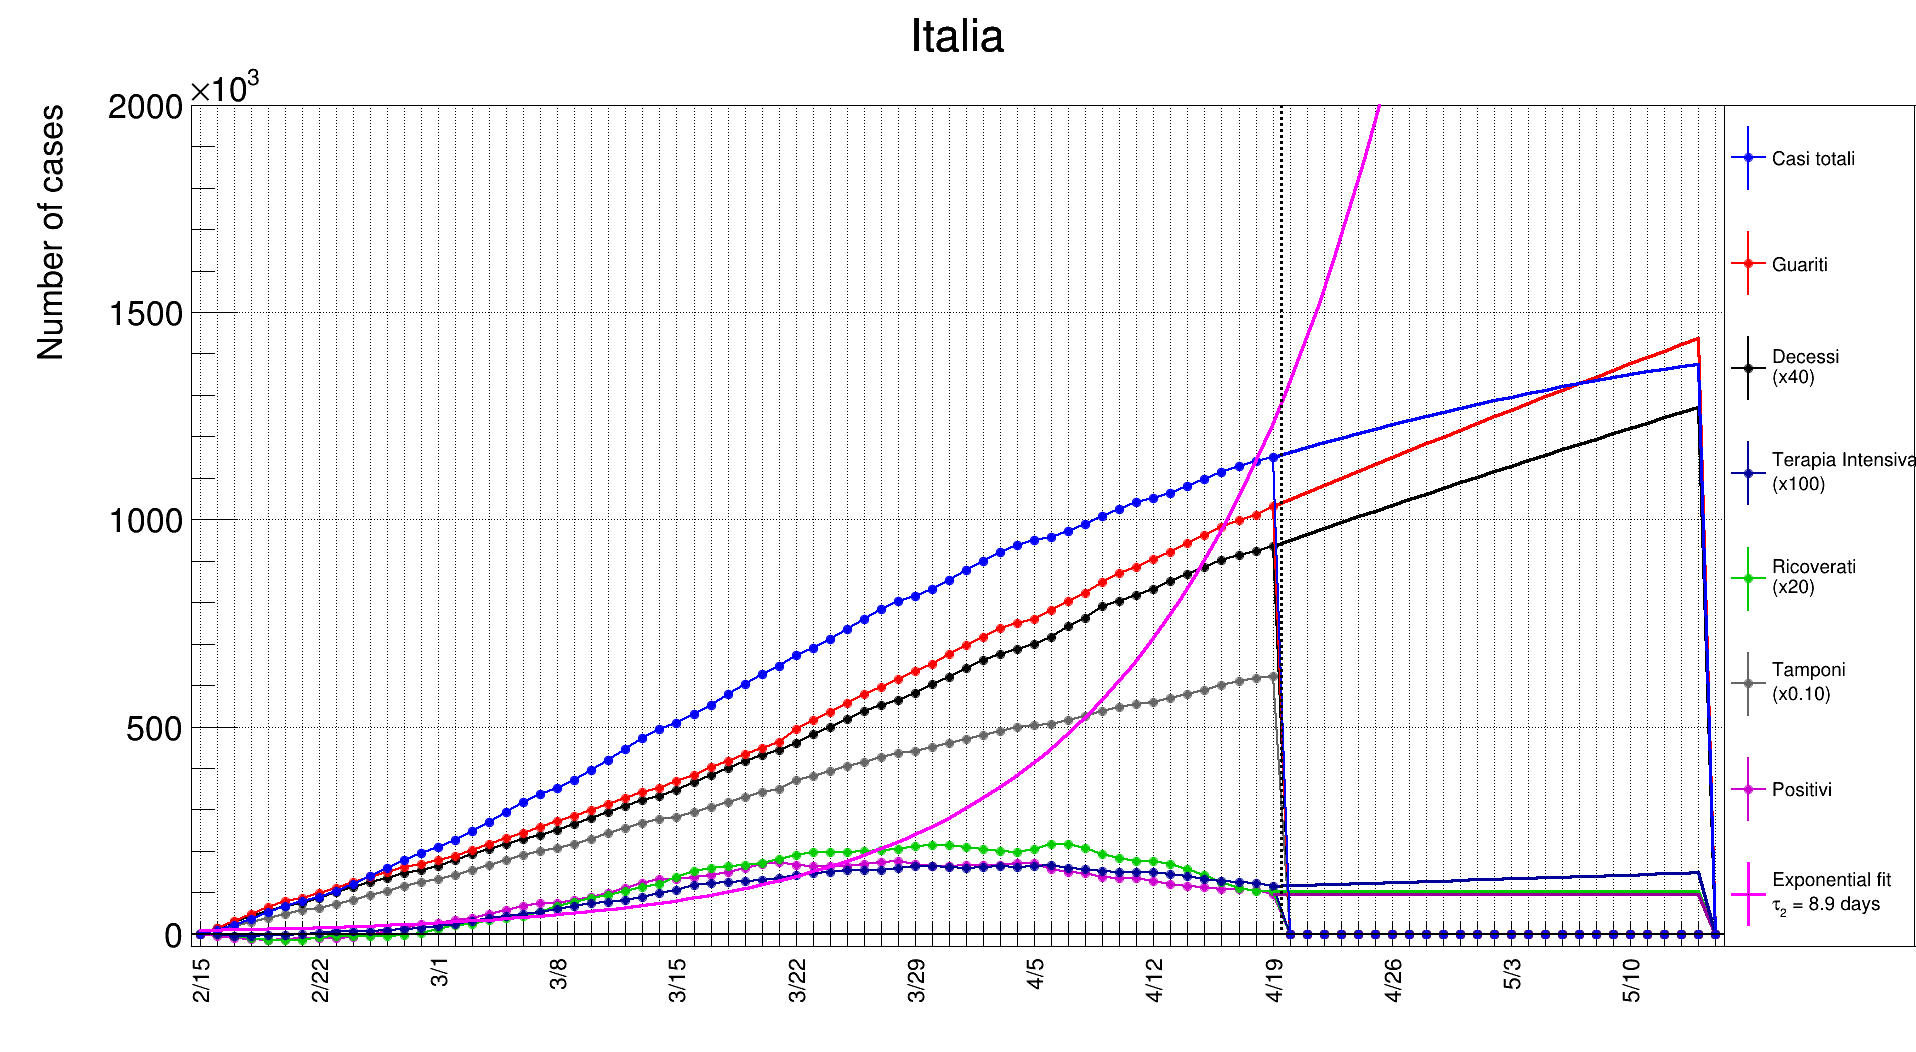 Italia
×10³
Number of cases
2000
1500
1000
500
0
2/15
2/22
3/1
3/8
3/15
3/22
3/29
4/5
4/12
4/19
4/26
5/3
5/10
Casi totali
Guariti
Decessi
(x40)
Terapia Intensiva
(x100)
Ricoverati
(x20)
Tamponi
(x0.10)
Positivi
Exponential fit
τ₂ = 8.9 days